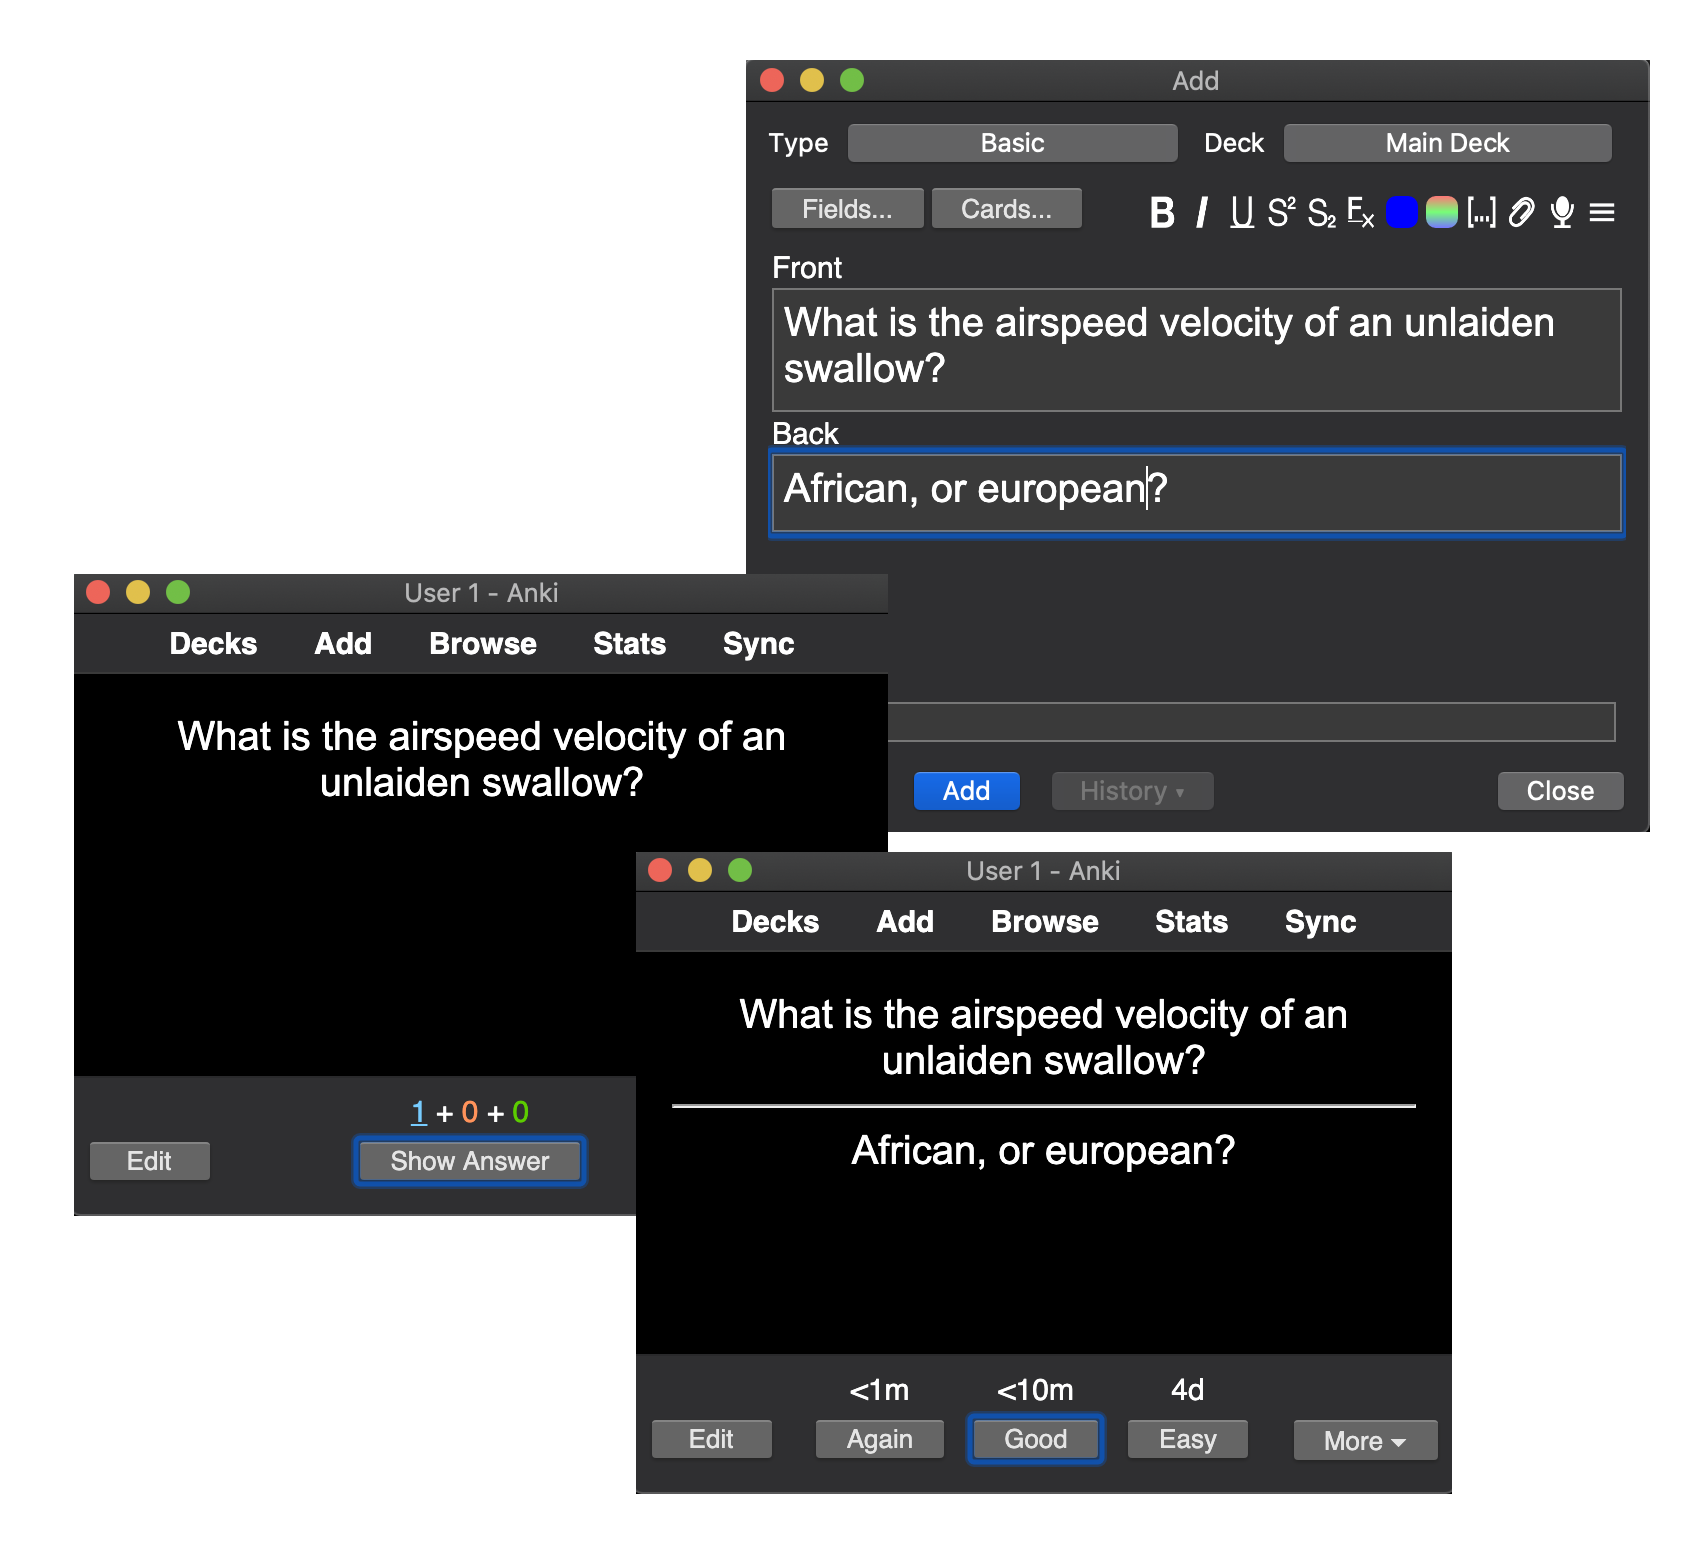 Add
Type Basic Deck Main Deck
Fields... Cards... B I U S² S₂ Fx [...]
Front
What is the airspeed velocity of an unlaiden
swallow?
Back
African, or european?
Add History ▾ Close
User 1 - Anki
Decks Add Browse Stats Sync
What is the airspeed velocity of an
unlaiden swallow?
1 + 0 + 0
Edit Show Answer
User 1 - Anki
Decks Add Browse Stats Sync
What is the airspeed velocity of an
unlaiden swallow?
African, or european?
<1m <10m 4d
Edit Again Good Easy More